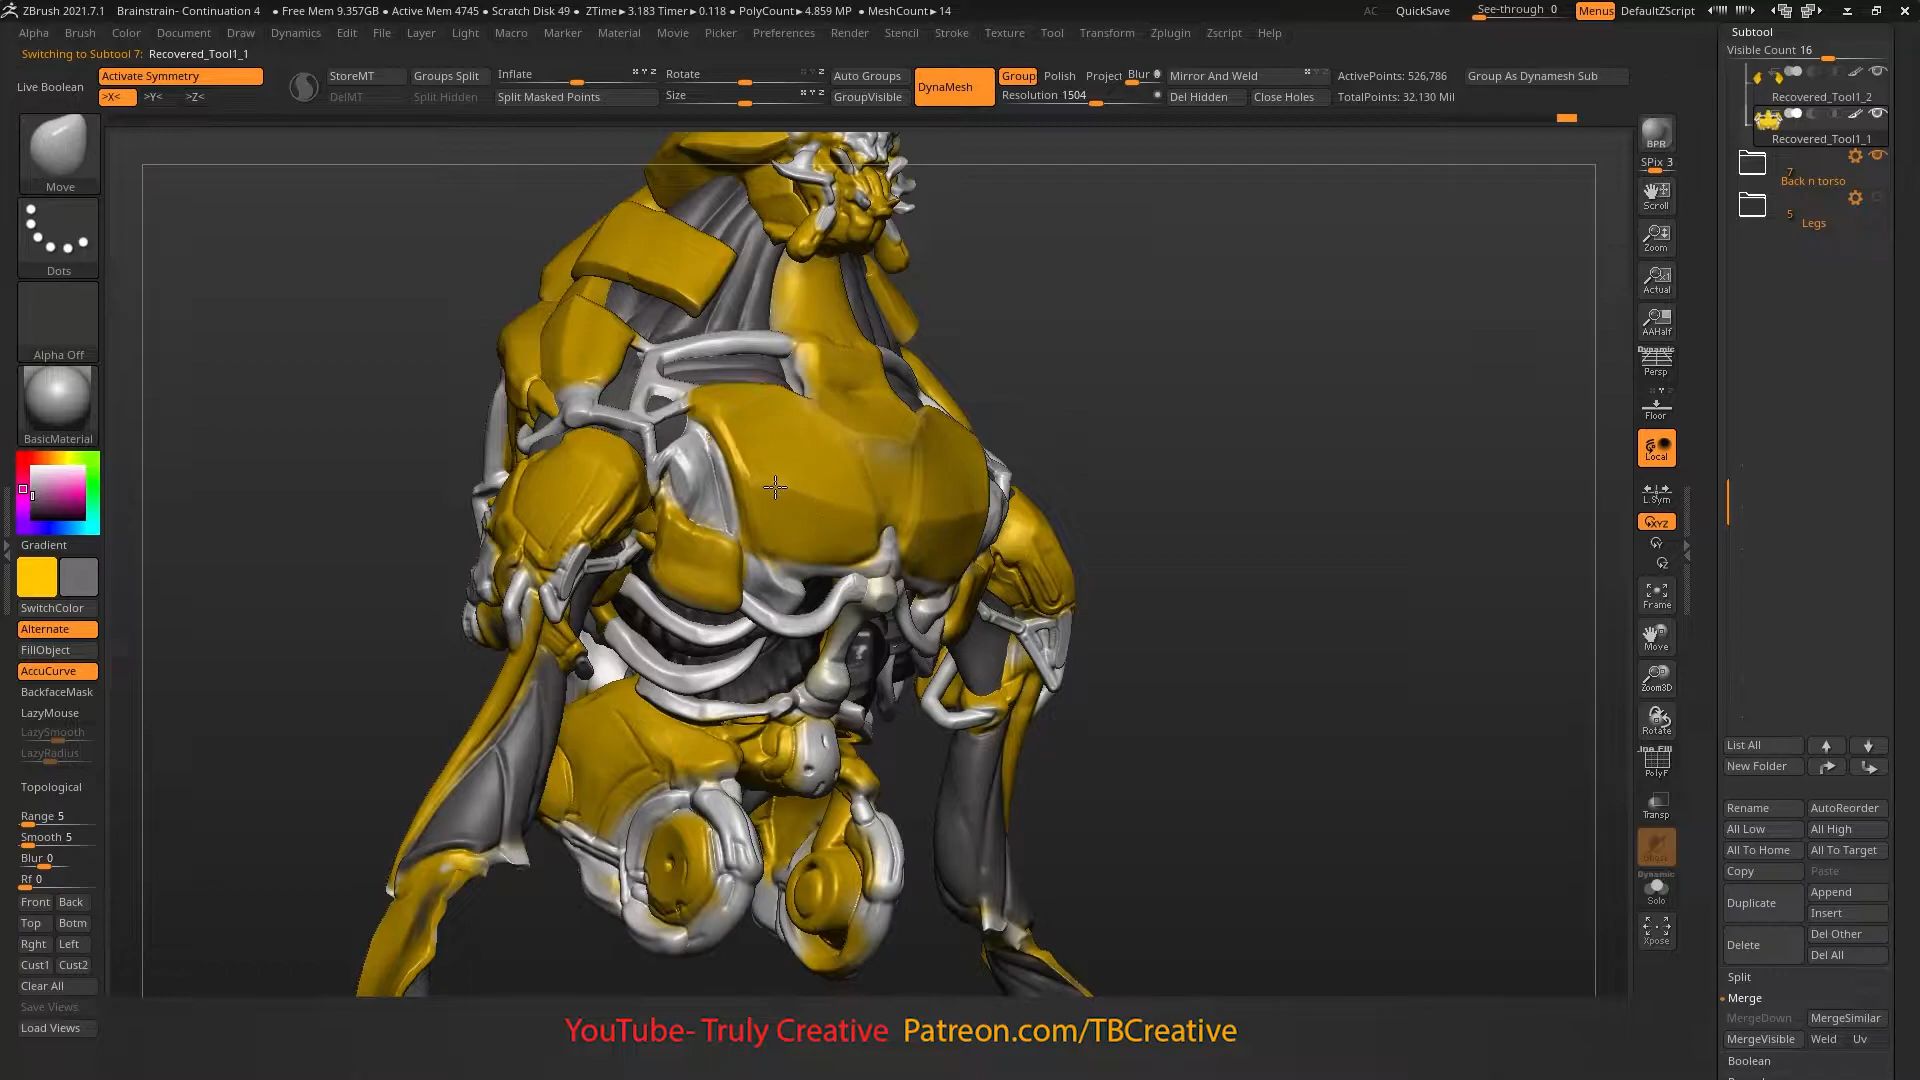 ZBrush 2021.7.1 Brainstrain- Continuation 4 • Free Mem 9.357GB • Active Mem 4745 • Scratch Disk 49 • ZTime▸3.183 Timer▸0.118 • PolyCount▸4.859 MP • MeshCount▸14 AC QuickSave See-through 0 Menus DefaultZScript
Alpha Brush Color Document Draw Dynamics Edit File Layer Light Macro Marker Material Movie Picker Preferences Render Stencil Stroke Texture Tool Transform Zplugin Zscript Help
Switching to Subtool 7: Recovered_Tool1_1
Live Boolean
Activate Symmetry
>X< >Y< >Z<
StoreMT
DelMT
Groups Split
Split Hidden
Inflate
Split Masked Points
Rotate
Size
Auto Groups
GroupVisible
DynaMesh
Group Polish Project Blur
Resolution 1504
Mirror And Weld
Del Hidden Close Holes
ActivePoints: 526,786
TotalPoints: 32.130 Mil
Group As Dynamesh Sub
Move
Dots
Alpha Off
BasicMaterial
Gradient
SwitchColor
Alternate
FillObject
AccuCurve
BackfaceMask
LazyMouse
LazySmooth
LazyRadius
Topological
Range 5
Smooth 5
Blur 0
Rf 0
Front Back
Top Botm
Rght Left
Cust1 Cust2
Clear All
Save Views
Load Views
BPR
SPix 3
Scroll
Zoom
Actual
AAHalf
Dynamic
Persp
Floor
Local
L.Sym
XYZ
Frame
Move
Zoom3D
Rotate
Line Fill
PolyF
Transp
Ghost
Dynamic
Solo
Xpose
Subtool
Visible Count 16
Recovered_Tool1_2
Recovered_Tool1_1
7
Back n torso
5
Legs
List All
New Folder
Rename AutoReorder
All Low All High
All To Home All To Target
Copy Paste
Duplicate Append
Insert
Delete Del Other
Del All
Split
Merge
MergeDown MergeSimilar
MergeVisible Weld Uv
Boolean
YouTube- Truly Creative Patreon.com/TBCreative